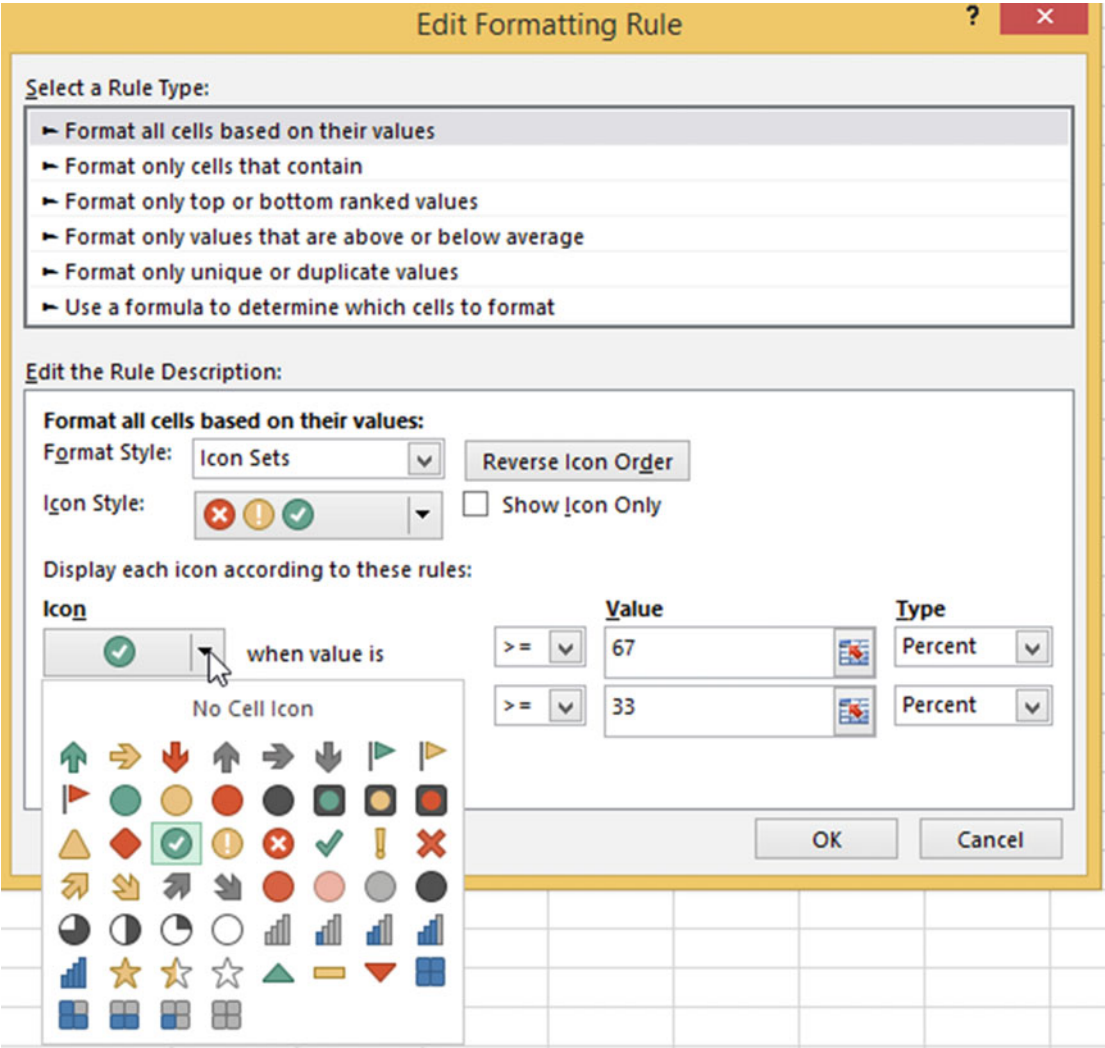 Edit Formatting Rule ? ×
Select a Rule Type:
► Format all cells based on their values
► Format only cells that contain
► Format only top or bottom ranked values
► Format only values that are above or below average
► Format only unique or duplicate values
► Use a formula to determine which cells to format
Edit the Rule Description:
Format all cells based on their values:
Format Style: Icon Sets Reverse Icon Order
Icon Style: Show Icon Only
Display each icon according to these rules:
Icon Value Type
when value is >= 67 Percent
>= 33 Percent
No Cell Icon
OK Cancel